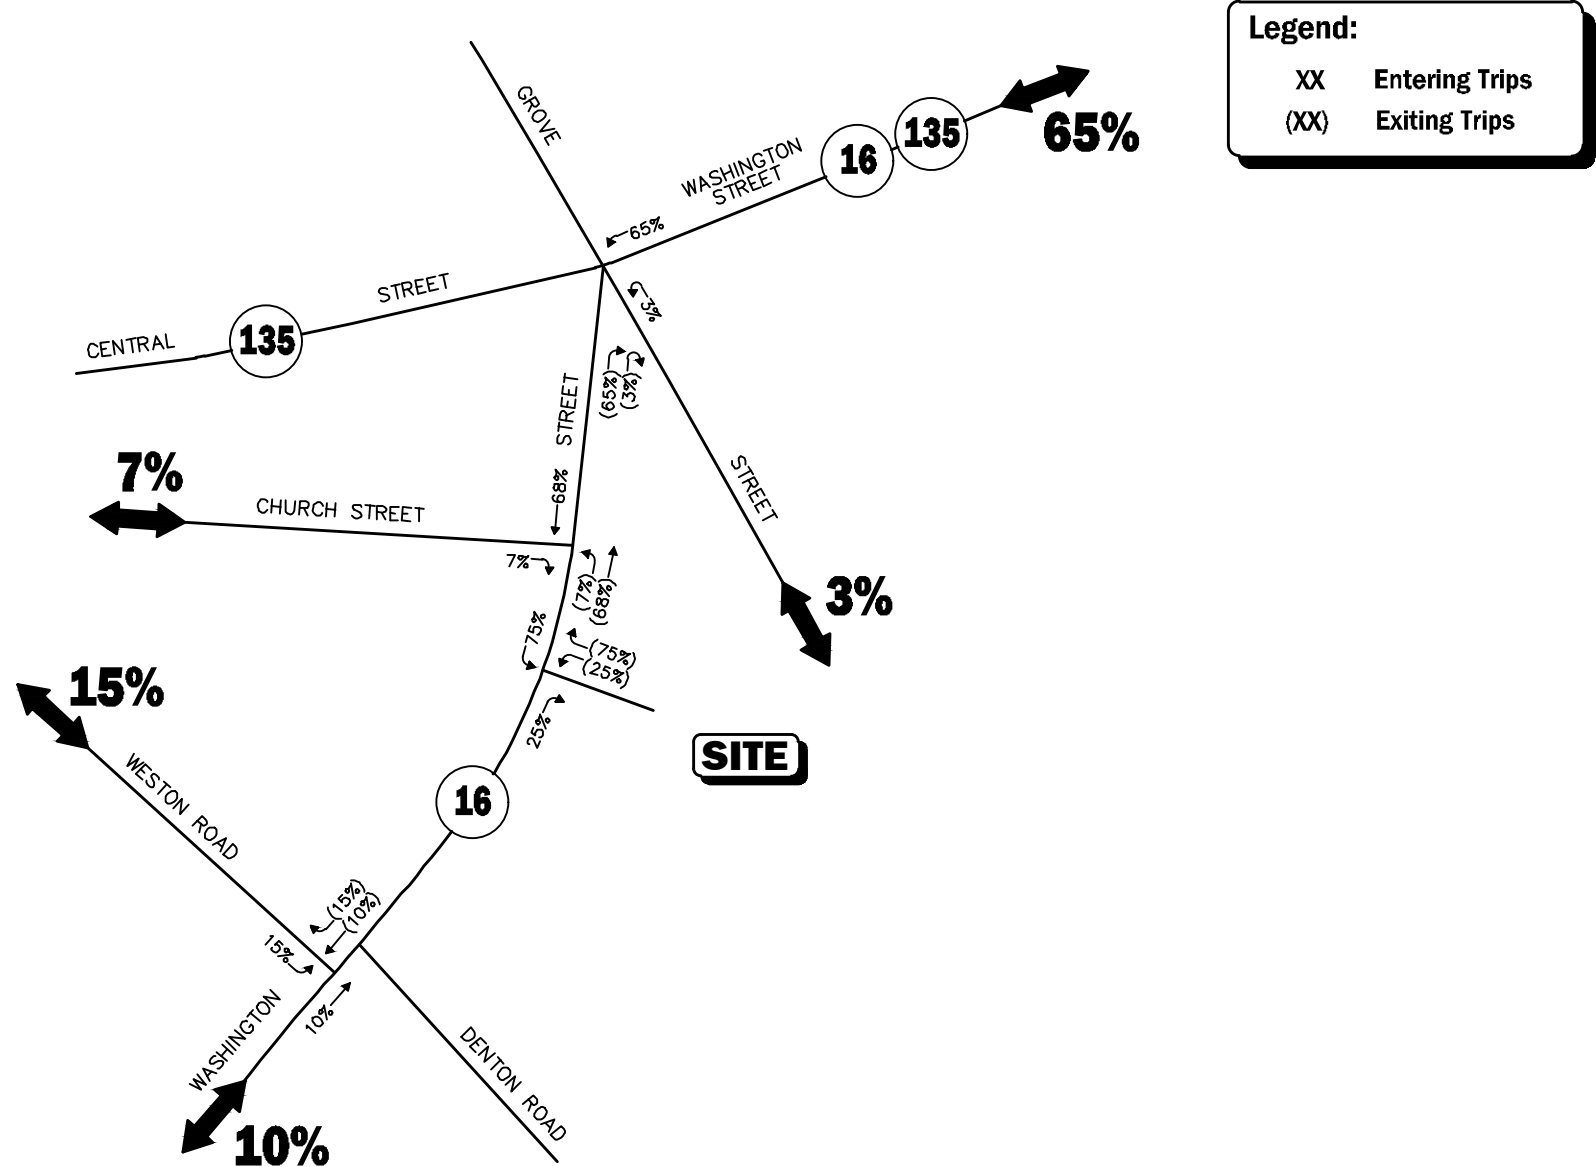 Legend:
XX Entering Trips
(XX) Exiting Trips
GROVE
STREET
WASHINGTON
STREET
16
135
65%
65%
3%
CENTRAL
135
STREET
(65%)
(3%)
STREET
68%
7%
CHURCH STREET
7%
(7%)
(68%)
3%
75%
(75%)
(25%)
25%
SITE
15%
WESTON ROAD
16
(15%)
(10%)
15%
10%
WASHINGTON
10%
DENTON ROAD